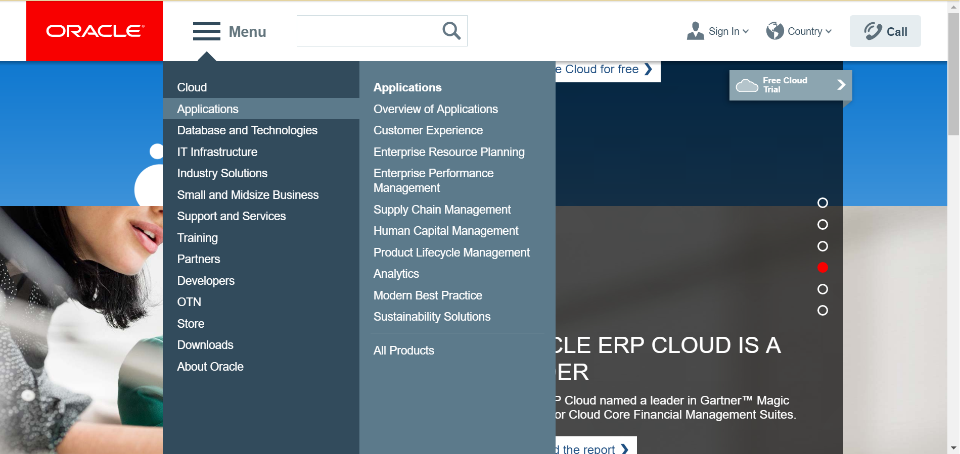 ORACLE
Menu
Sign In
Country
Call
Cloud
Applications
Database and Technologies
IT Infrastructure
Industry Solutions
Small and Midsize Business
Support and Services
Training
Partners
Developers
OTN
Store
Downloads
About Oracle
Applications
Overview of Applications
Customer Experience
Enterprise Resource Planning
Enterprise Performance
Management
Supply Chain Management
Human Capital Management
Product Lifecycle Management
Analytics
Modern Best Practice
Sustainability Solutions
All Products
e Cloud for free
Free Cloud
Trial
CLE ERP CLOUD IS A
DER
P Cloud named a leader in Gartner™ Magic
or Cloud Core Financial Management Suites.
d the report